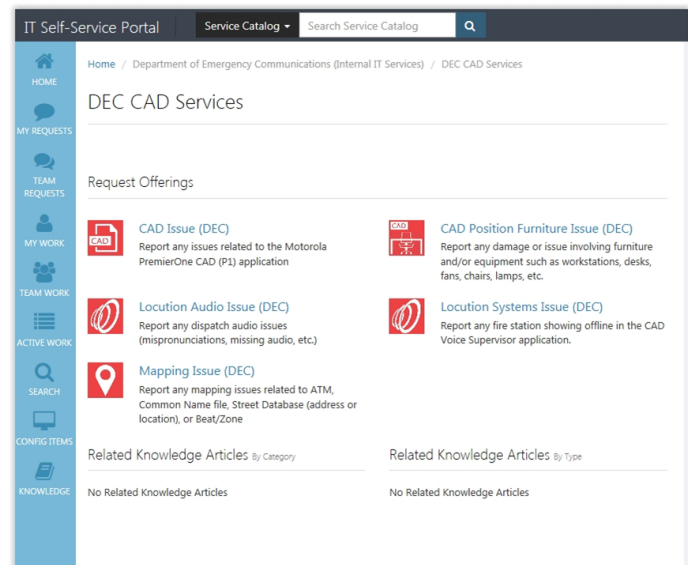 IT Self-Service Portal
Service Catalog
Search Service Catalog
HOME
MY REQUESTS
TEAM
REQUESTS
MY WORK
TEAM WORK
ACTIVE WORK
SEARCH
CONFIG ITEMS
KNOWLEDGE
Home / Department of Emergency Communications (Internal IT Services) / DEC CAD Services
DEC CAD Services
Request Offerings
CAD
CAD Issue (DEC)
Report any issues related to the Motorola
PremierOne CAD (P1) application
CAD
CAD Position Furniture Issue (DEC)
Report any damage or issue involving furniture
and/or equipment such as workstations, desks,
fans, chairs, lamps, etc.
Locution Audio Issue (DEC)
Report any dispatch audio issues
(mispronunciations, missing audio, etc.)
Locution Systems Issue (DEC)
Report any fire station showing offline in the CAD
Voice Supervisor application.
Mapping Issue (DEC)
Report any mapping issues related to ATM,
Common Name file, Street Database (address or
location), or Beat/Zone
Related Knowledge Articles By Category
No Related Knowledge Articles
Related Knowledge Articles By Type
No Related Knowledge Articles